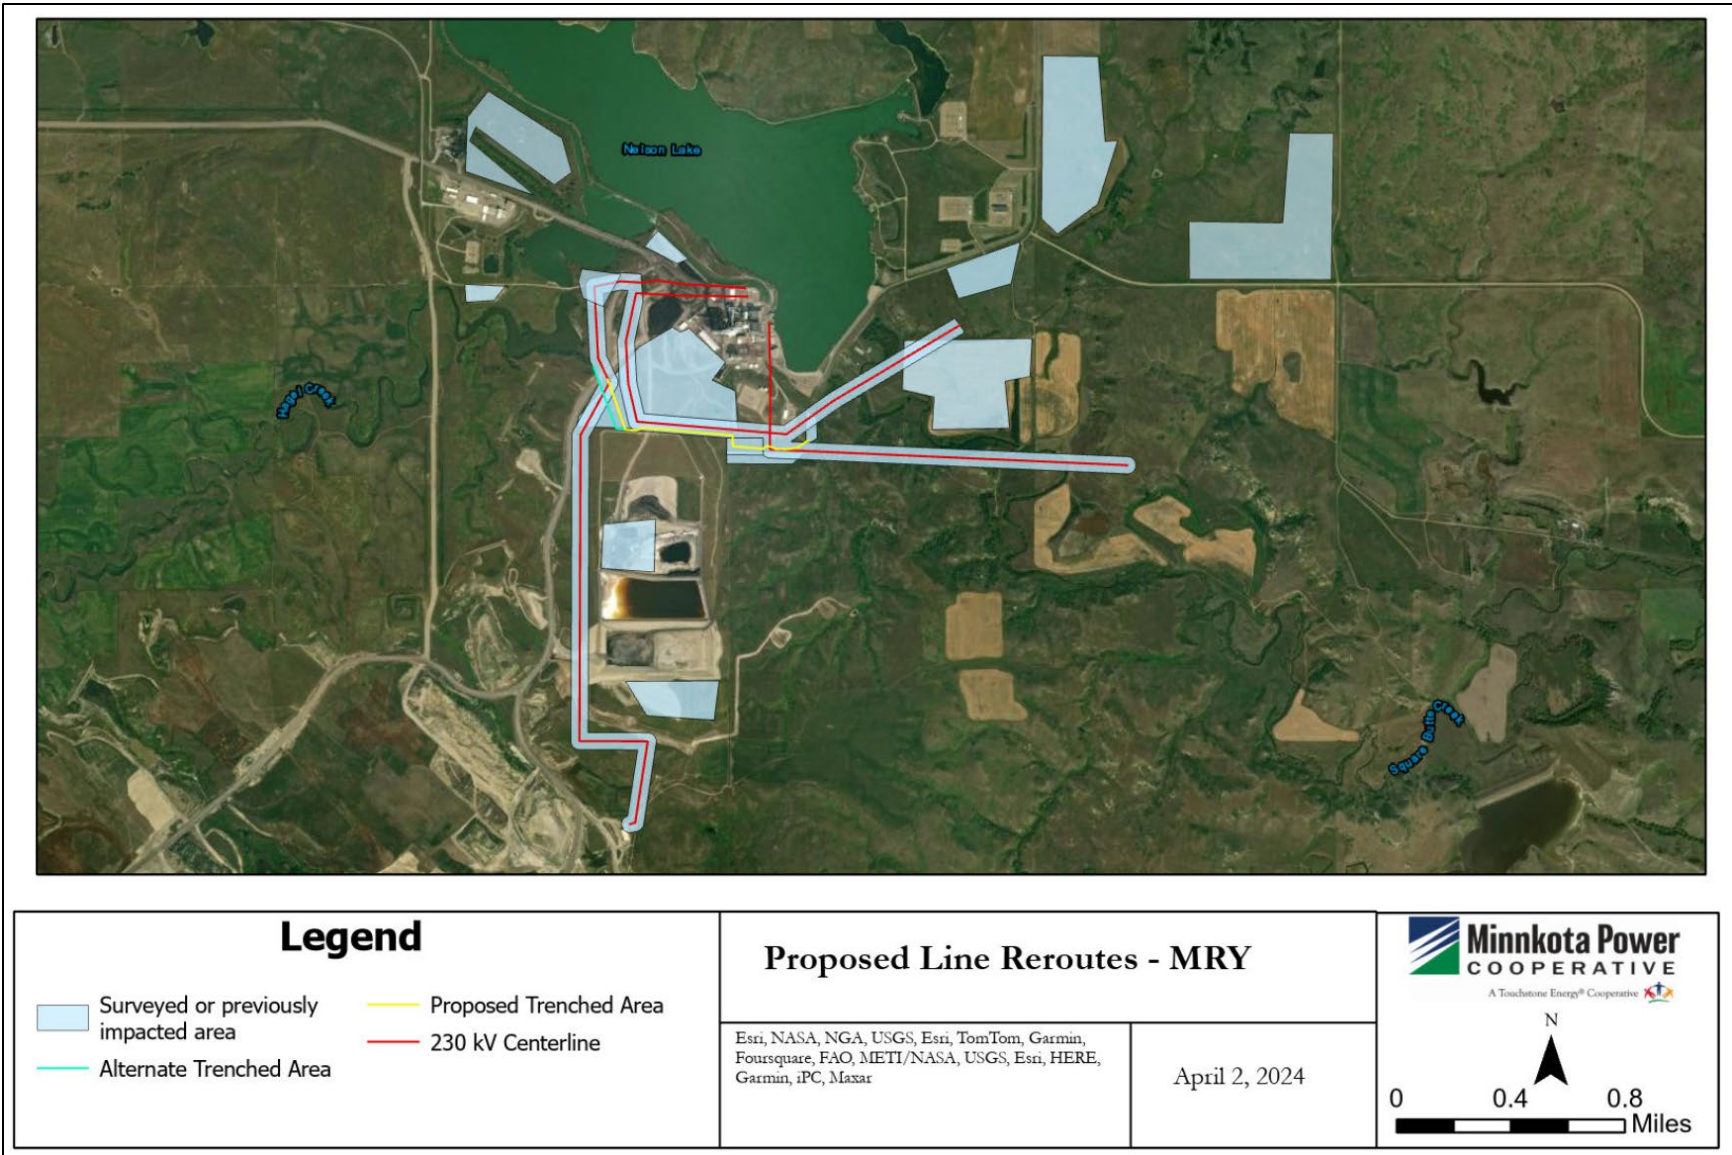 Nelson Lake
Hagel Creek
Square Butte Creek
Legend
Surveyed or previously
impacted area
Alternate Trenched Area
Proposed Trenched Area
230 kV Centerline
Proposed Line Reroutes - MRY
Esri, NASA, NGA, USGS, Esri, TomTom, Garmin,
Foursquare, FAO, METI/NASA, USGS, Esri, HERE,
Garmin, iPC, Maxar
April 2, 2024
Minnkota Power
COOPERATIVE
A Touchstone Energy® Cooperative
N
0 0.4 0.8
Miles